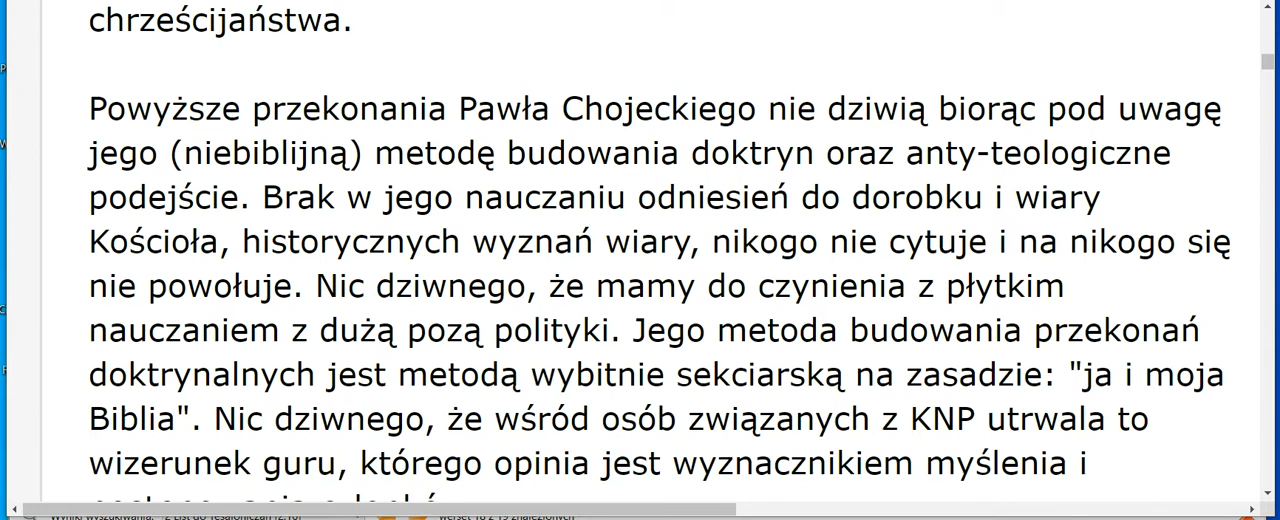 chrześcijaństwa.
Powyższe przekonania Pawła Chojeckiego nie dziwią biorąc pod uwagę
jego (niebiblijną) metodę budowania doktryn oraz anty-teologiczne
podejście. Brak w jego nauczaniu odniesień do dorobku i wiary
Kościoła, historycznych wyznań wiary, nikogo nie cytuje i na nikogo się
nie powołuje. Nic dziwnego, że mamy do czynienia z płytkim
nauczaniem z dużą pozą polityki. Jego metoda budowania przekonań
doktrynalnych jest metodą wybitnie sekciarską na zasadzie: "ja i moja
Biblia". Nic dziwnego, że wśród osób związanych z KNP utrwala to
wizerunek guru, którego opinia jest wyznacznikiem myślenia i